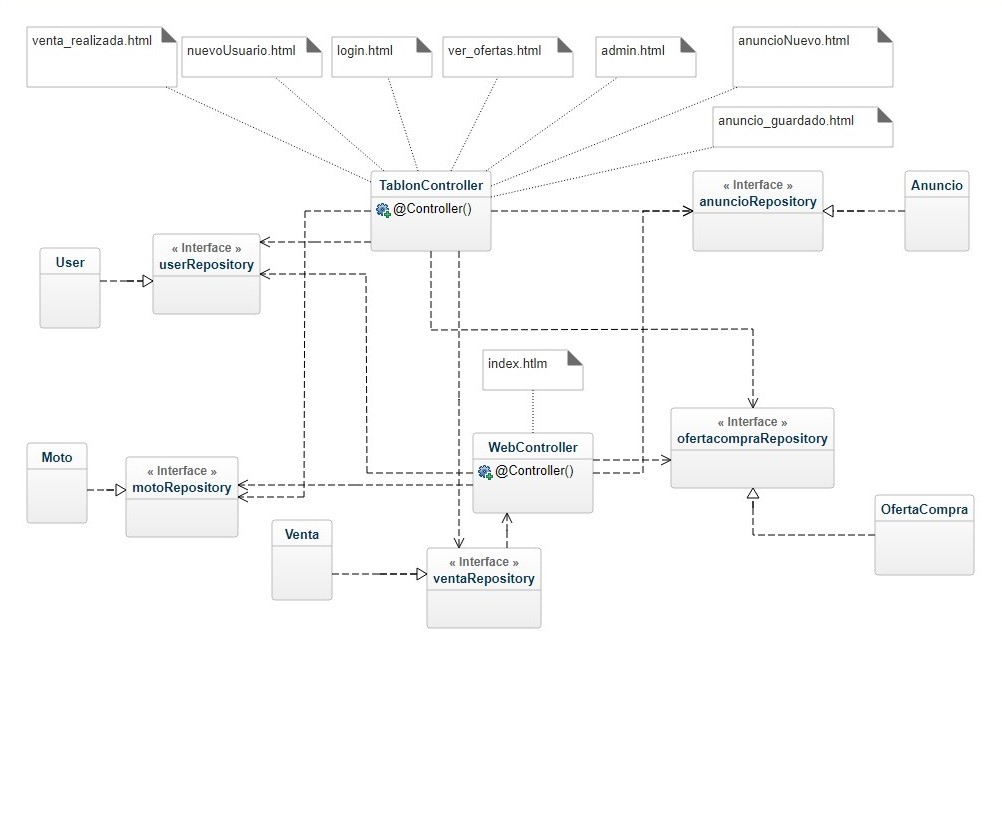 venta_realizada.html
nuevoUsuario.html
login.html
ver_ofertas.html
admin.html
anuncioNuevo.html
anuncio_guardado.html
TablonController
@Controller()
« Interface »
anuncioRepository
Anuncio
User
« Interface »
userRepository
index.htlm
« Interface »
ofertacompraRepository
WebController
@Controller()
Moto
« Interface »
motoRepository
OfertaCompra
Venta
« Interface »
ventaRepository